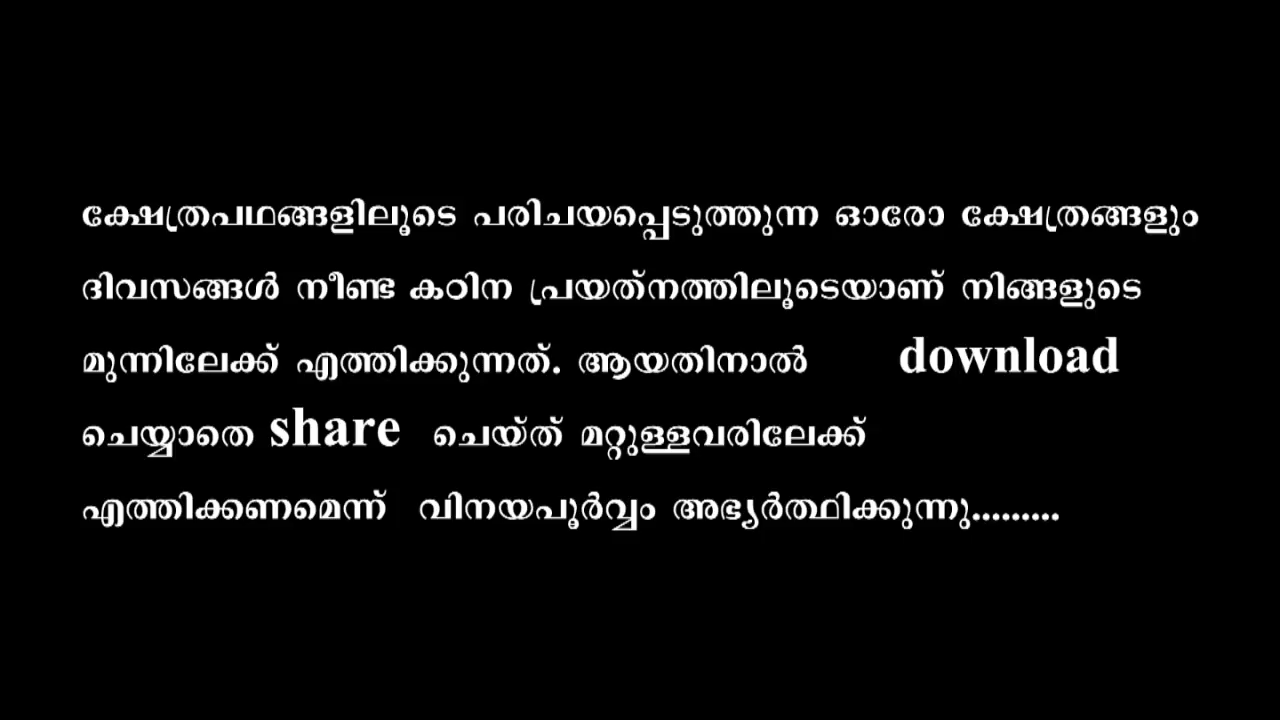 ക്ഷേത്രപഥങ്ങളിലൂടെ പരിചയപ്പെടുത്തുന്ന ഓരോ ക്ഷേത്രങ്ങളും
ദിവസങ്ങൾ നീണ്ട കഠിന പ്രയത്നത്തിലൂടെയാണ് നിങ്ങളുടെ
മുന്നിലേക്ക് എത്തിക്കുന്നത്. ആയതിനാൽ download
ചെയ്യാതെ share ചെയ്ത് മറ്റുള്ളവരിലേക്ക്
എത്തിക്കണമെന്ന് വിനയപൂർവ്വം അഭ്യർത്ഥിക്കുന്നു.........